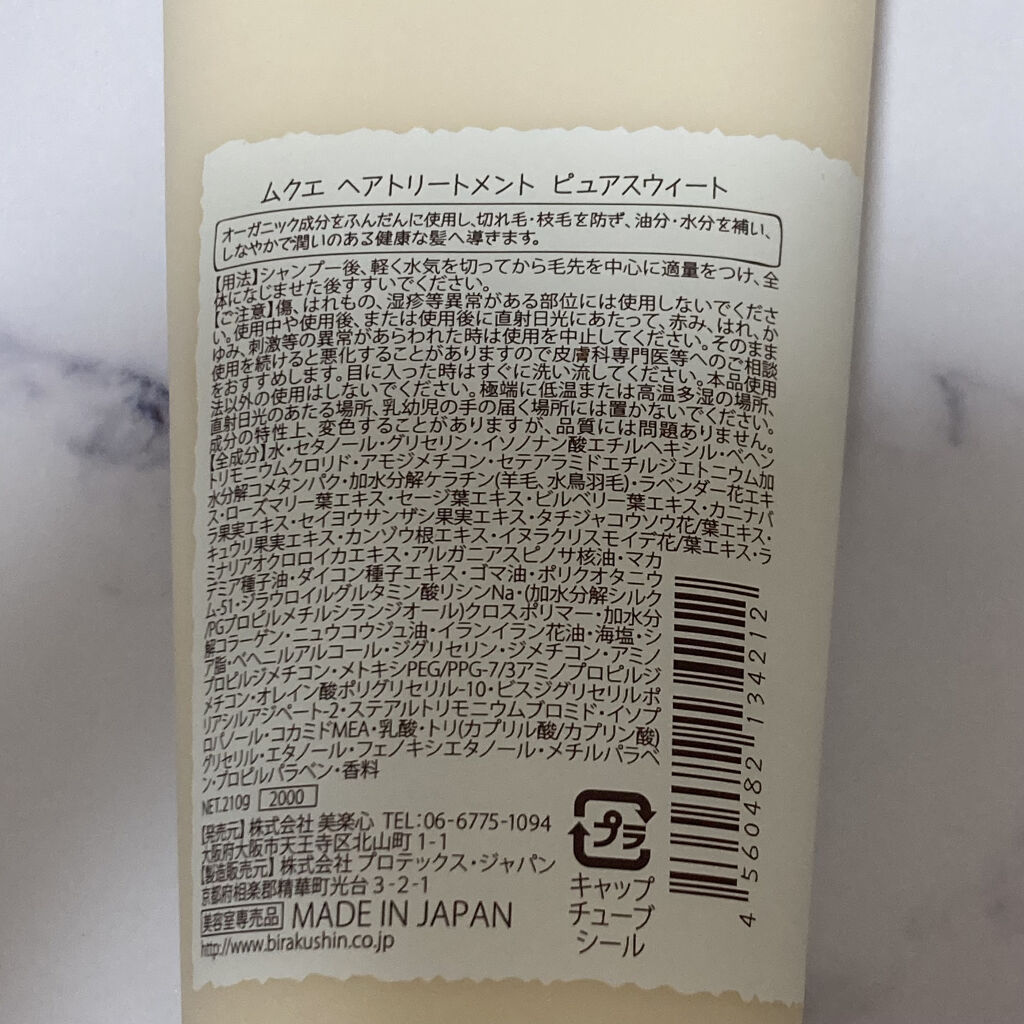 ムクエ ヘアトリートメント ピュアスウィート
オーガニック成分をふんだんに使用し、切れ毛・枝毛を防ぎ、油分・水分を補い、
しなやかで潤いのある健康な髪へ導きます。
【用法】シャンプー後、軽く水気を切ってから毛先を中心に適量をつけ、全
体になじませた後すすいでください。
【ご注意】傷、はれもの、湿疹等異常がある部位には使用しないでくださ
い。使用中や使用後、または使用後に直射日光にあたって、赤み、はれ、か
ゆみ、刺激等の異常があらわれた時は使用を中止してください。そのまま
使用を続けると悪化することがありますので皮膚科専門医等へのご相談
をおすすめします。目に入った時はすぐに洗い流してください。本品使用
法以外の使用はしないでください。極端に低温または高温多湿の場所、
直射日光のあたる場所、乳幼児の手の届く場所には置かないでください。
成分の特性上、変色することがありますが、品質には問題ありません。
【全成分】水・セタノール・グリセリン・イソノナン酸エチルヘキシル・ベヘン
トリモニウムクロリド・アモジメチコン・セテアラミドエチルジエトニウム加
水分解コメタンパク・加水分解ケラチン(羊毛、水鳥羽毛)・ラベンダー花エキ
ス・ローズマリー葉エキス・セージ葉エキス・ビルベリー葉エキス・カニナバ
ラ果実エキス・セイヨウサンザシ果実エキス・タチジャコウソウ花/葉エキス・
キュウリ果実エキス・カンゾウ根エキス・イヌラクリスモイデ花/葉エキス・ラ
ミナリアオクロロイカエキス・アルガニアスピノサ核油・マカ
デミア種子油・ダイコン種子エキス・ゴマ油・ポリクオタニウ
ム-51・ジラウロイルグルタミン酸リシンNa・(加水分解シルク
/PGプロピルメチルシランジオール)クロスポリマー・加水分
解コラーゲン・ニュウコウジュ油・イランイラン花油・海塩・シ
ア脂・ベヘニルアルコール・ジグリセリン・ジメチコン・アミノ
プロピルジメチコン・メトキシPEG/PPG-7/3アミノプロピルジ
メチコン・オレイン酸ポリグリセリル-10・ビスジグリセリルポ
リアシルアジペート-2・ステアルトリモニウムブロミド・イソプ
ロパノール・コカミドMEA・乳酸・トリ(カプリル酸/カプリン酸)
グリセリル・エタノール・フェノキシエタノール・メチルパラベ
ン・プロピルパラベン・香料
NET.210g 2000
【発売元】株式会社 美楽心 TEL:06-6775-1094
大阪府大阪市天王寺区北山町 1-1
【製造販売元】株式会社 プロテックス・ジャパン
京都府相楽郡精華町光台 3-2-1
美容室専売品 MADE IN JAPAN
http://www.birakushin.co.jp
プラ
キャップ
チューブ
シール
4 560482 134212